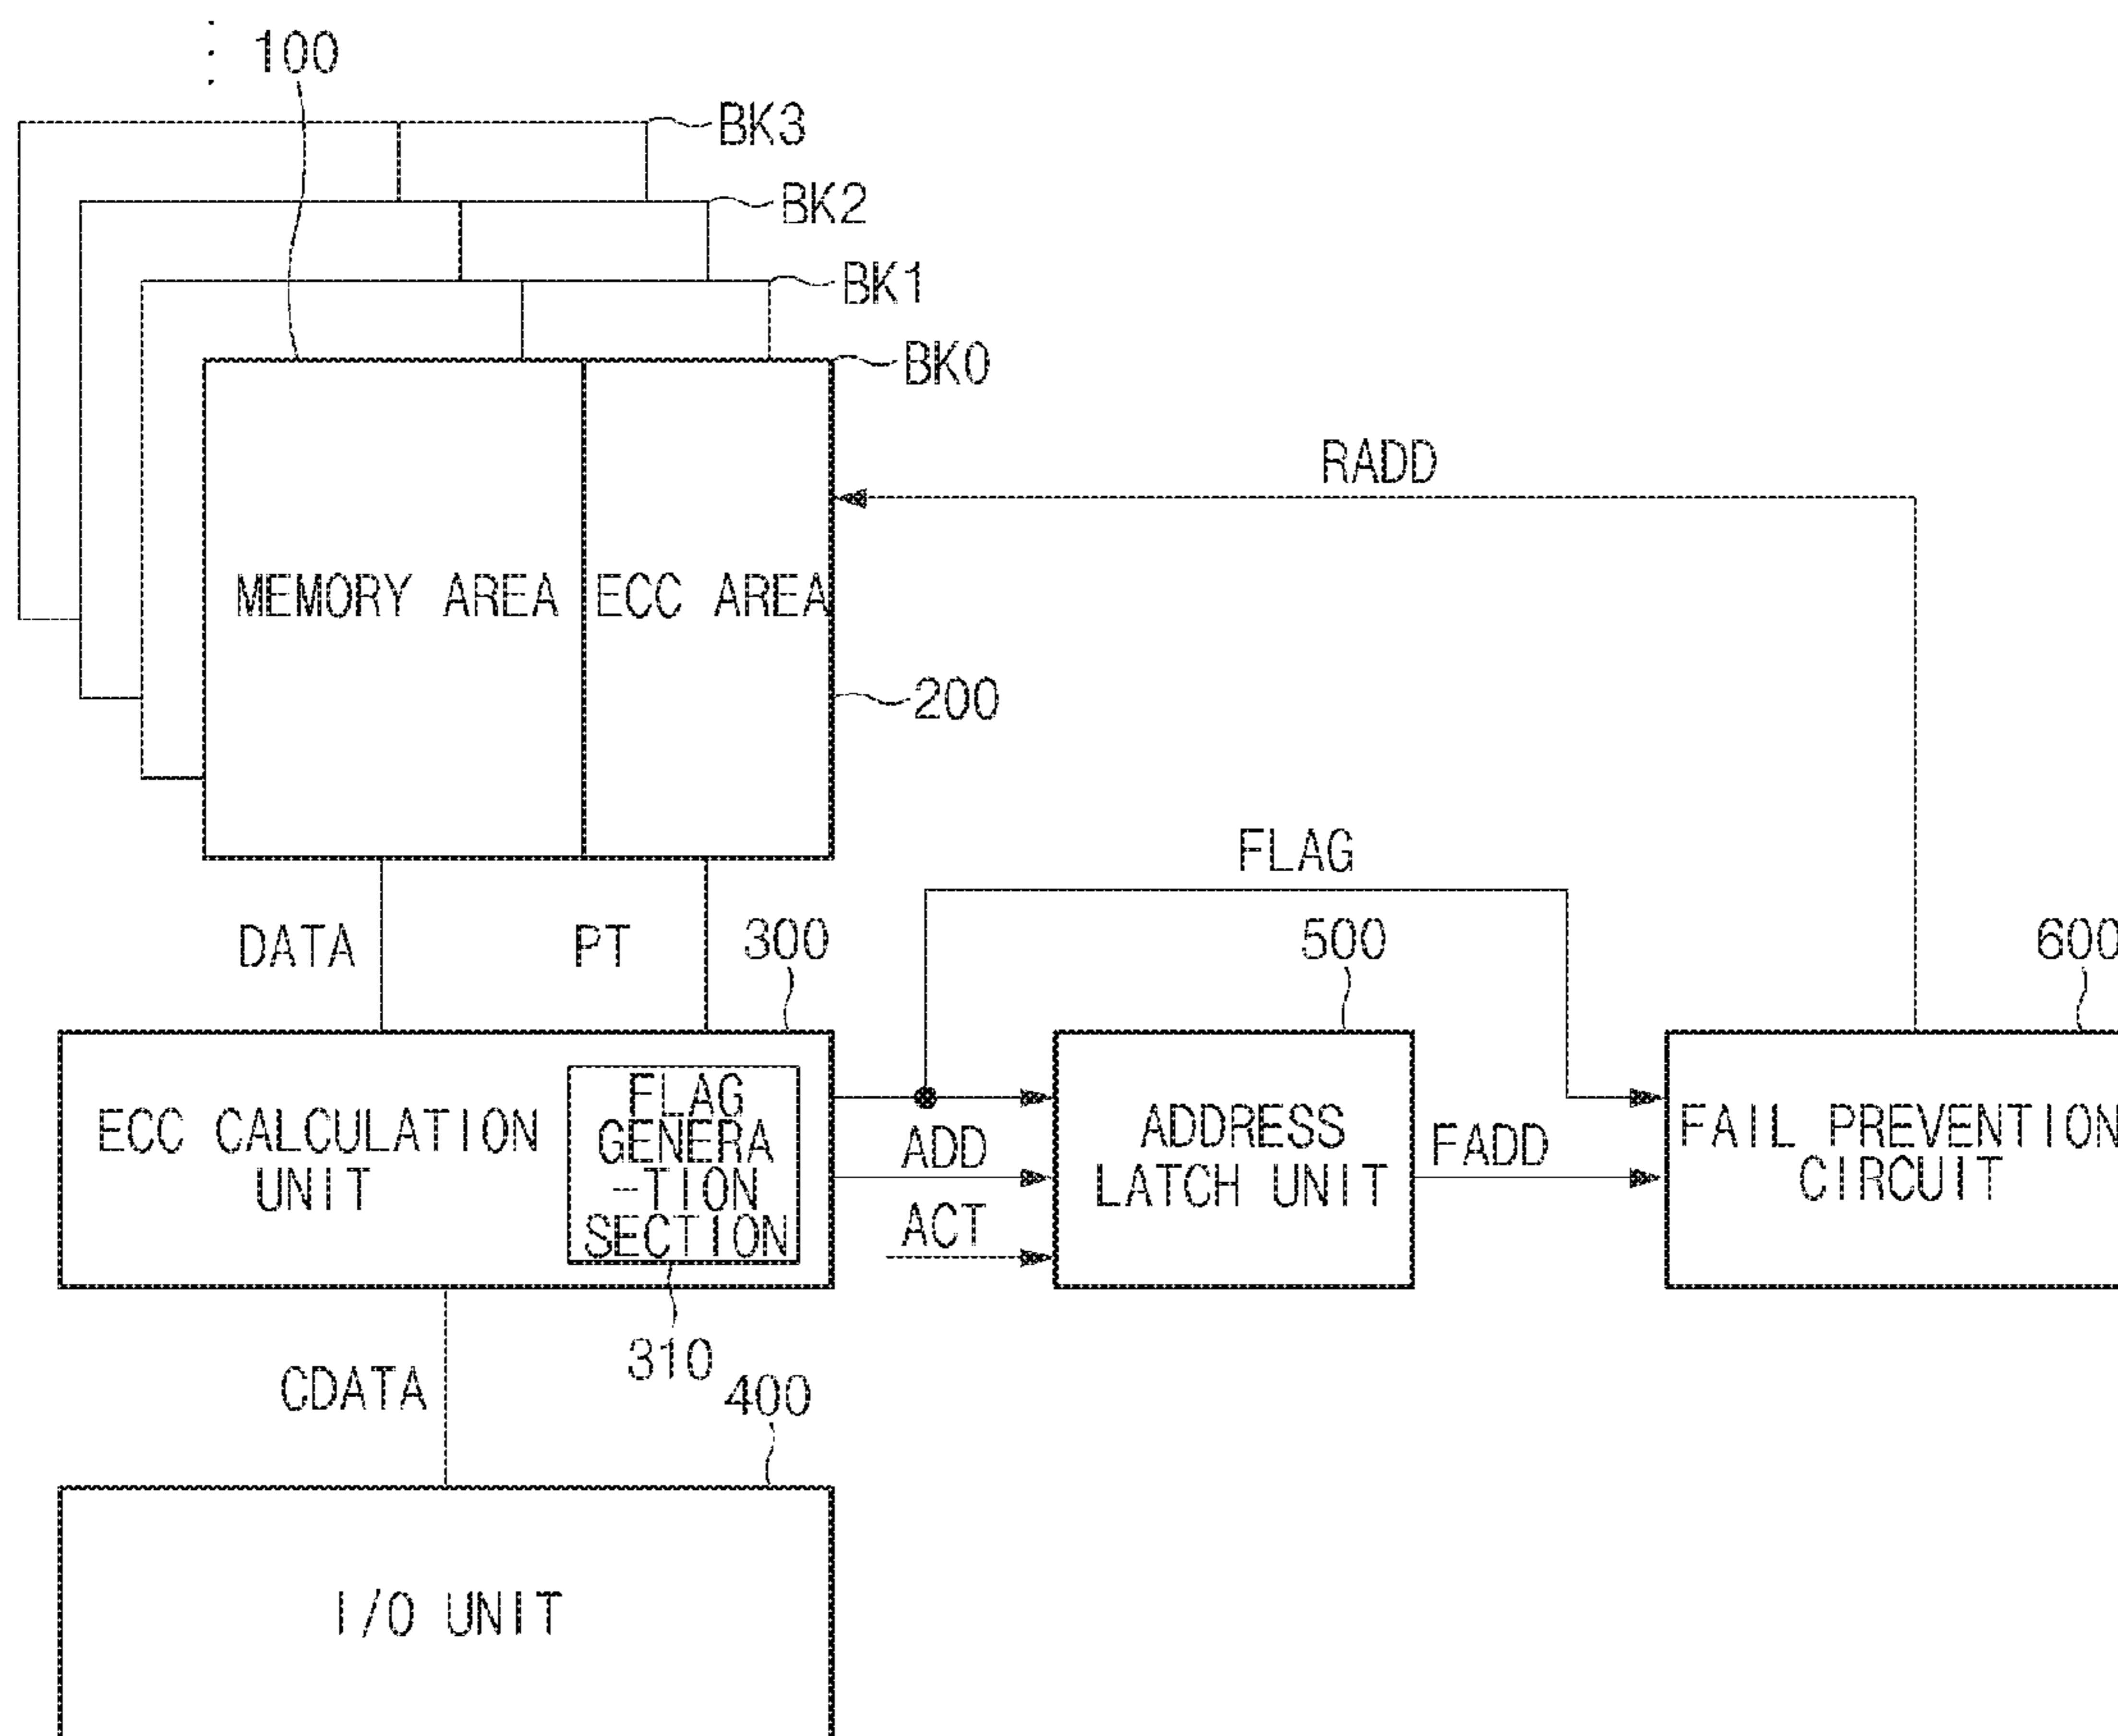 100
BK3
BK2
BK1
BK0
RADD
MEMORY AREA
ECC AREA
200
FLAG
DATA
PT
300
500
600
ECC CALCULATION
UNIT
FLAG
GENERA
-TION
SECTION
ADD
ACT
ADDRESS
LATCH UNIT
FADD
FAIL PREVENTION
CIRCUIT
310
CDATA
400
I/O UNIT